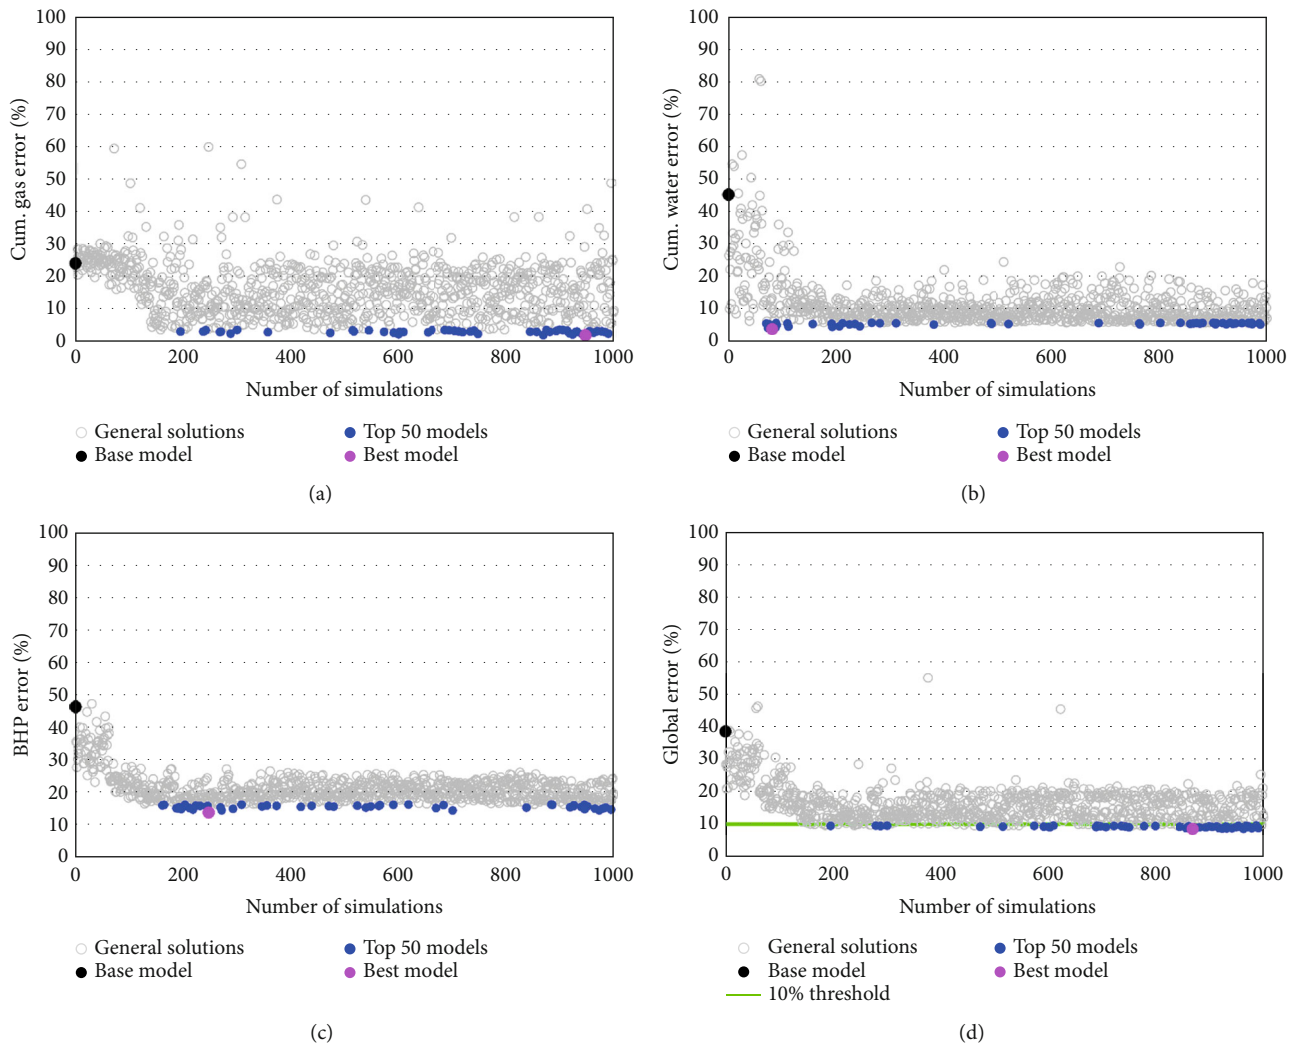 100
90
80
70
60
50
40
30
20
10
0
Cum. gas error (%)
0 200 400 600 800 1000
Number of simulations
General solutions
Top 50 models
Base model
Best model
(a)
100
90
80
70
60
50
40
30
20
10
0
Cum. water error (%)
0 200 400 600 800 1000
Number of simulations
General solutions
Top 50 models
Base model
Best model
(b)
100
90
80
70
60
50
40
30
20
10
0
BHP error (%)
0 200 400 600 800 1000
Number of simulations
General solutions
Top 50 models
Base model
Best model
(c)
100
90
80
70
60
50
40
30
20
10
0
Global error (%)
0 200 400 600 800 1000
Number of simulations
General solutions
Top 50 models
Base model
Best model
10% threshold
(d)